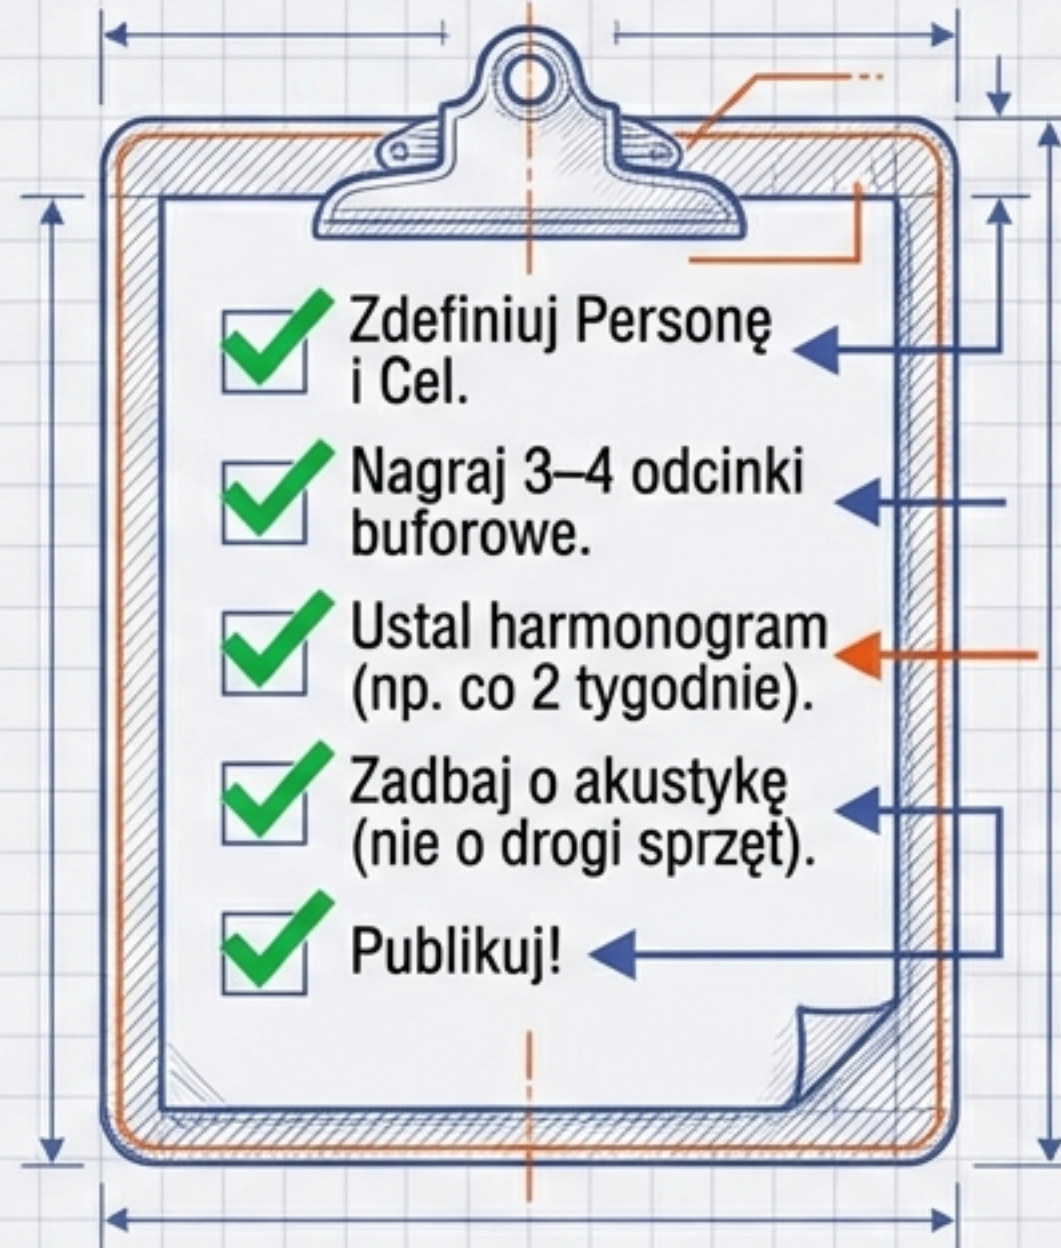 Zdefiniuj Personę
i Cel.
Nagraj 3–4 odcinki
buforowe.
Ustal harmonogram
(np. co 2 tygodnie).
Zadbaj o akustykę
(nie o drogi sprzęt).
Publikuj!